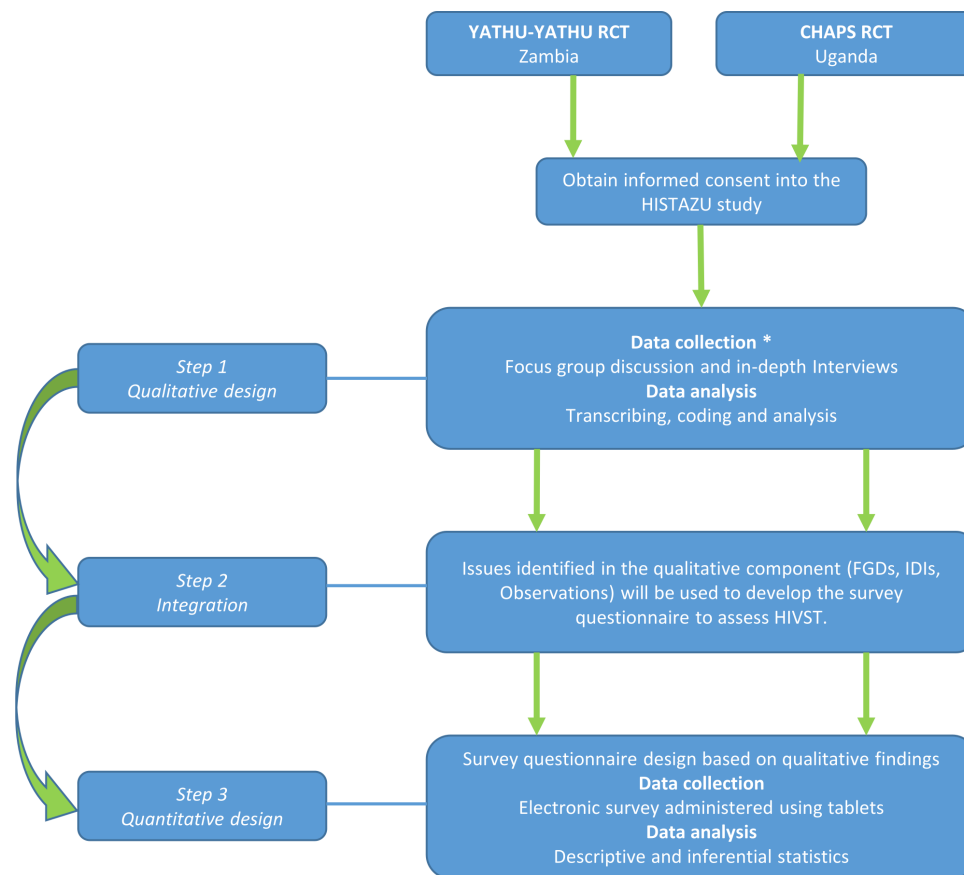 YATHU-YATHU RCT
Zambia
CHAPS RCT
Uganda
Obtain informed consent into the
HISTAZU study
Step 1
Qualitative design
Data collection *
Focus group discussion and in-depth Interviews
Data analysis
Transcribing, coding and analysis
Step 2
Integration
Issues identified in the qualitative component (FGDs, IDIs,
Observations) will be used to develop the survey
questionnaire to assess HIVST.
Step 3
Quantitative design
Survey questionnaire design based on qualitative findings
Data collection
Electronic survey administered using tablets
Data analysis
Descriptive and inferential statistics